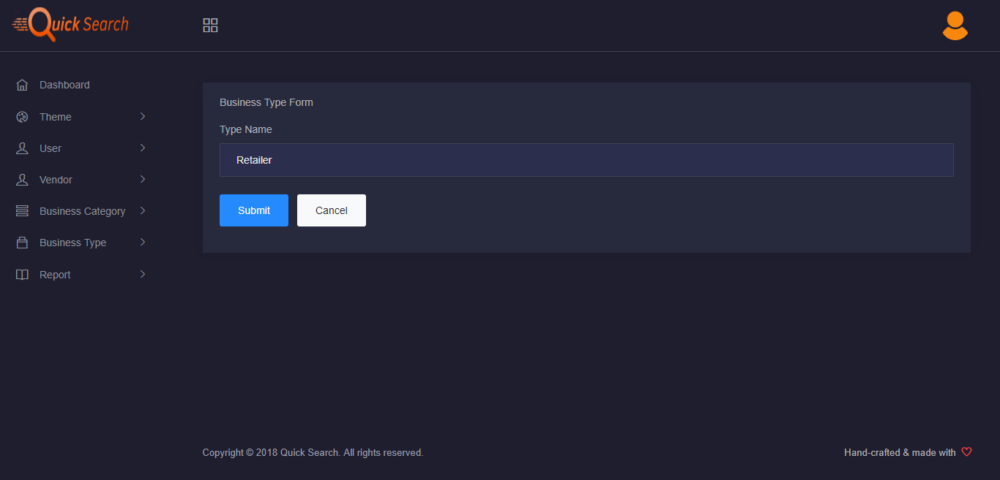 Quick Search
Dashboard
Theme
User
Vendor
Business Category
Business Type
Report
Business Type Form
Type Name
Retailer
Submit Cancel
Copyright © 2018 Quick Search. All rights reserved.
Hand-crafted & made with